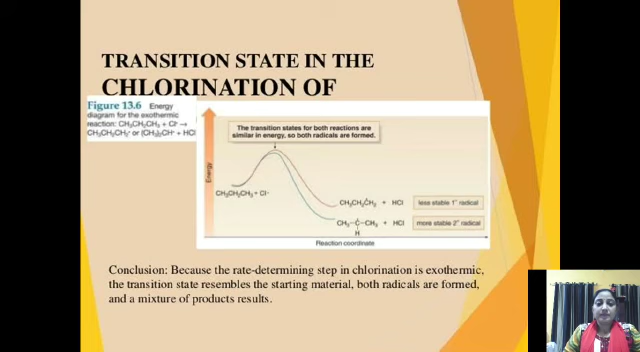 TRANSITION STATE IN THE
CHLORINATION OF
Figure 13.6 Energy
diagram for the exothermic
reaction: CH₃CH₂CH₃ + Cl· →
CH₃CH₂CH₂· or (CH₃)₂CH· + HCl
The transition states for both reactions are
similar in energy, so both radicals are formed.
Energy
CH₃CH₂CH₃ + Cl·
CH₃CH₂ĊH₂ + HCl less stable 1° radical
CH₃–Ċ–CH₃ + HCl more stable 2° radical
H
Reaction coordinate
Conclusion: Because the rate-determining step in chlorination is exothermic,
the transition state resembles the starting material, both radicals are formed,
and a mixture of products results.